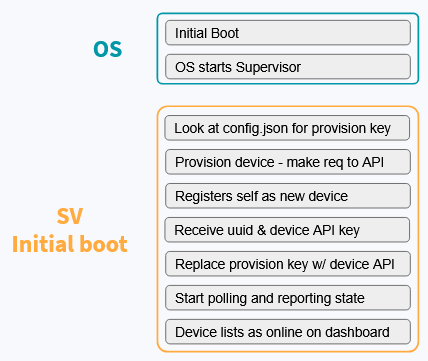 OS
Initial Boot
OS starts Supervisor
SV
Initial boot
Look at config.json for provision key
Provision device - make req to API
Registers self as new device
Receive uuid & device API key
Replace provision key w/ device API
Start polling and reporting state
Device lists as online on dashboard